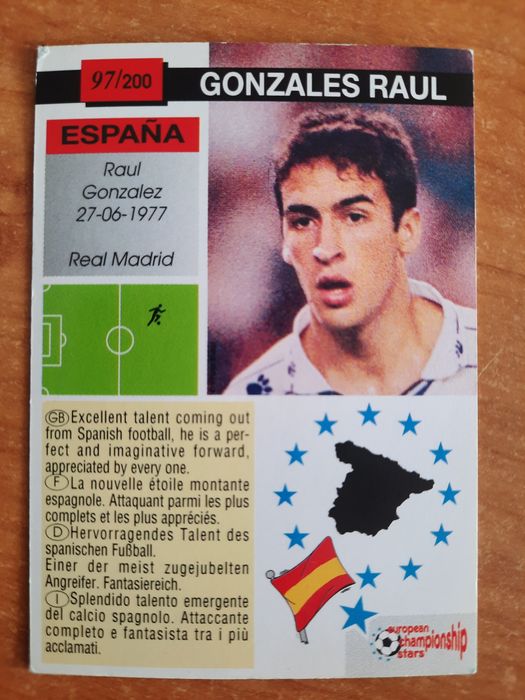 97/200
GONZALES RAUL
ESPAÑA
Raul
Gonzalez
27-06-1977
Real Madrid
GB Excellent talent coming out
from Spanish football, he is a per-
fect and imaginative forward,
appreciated by every one.
F La nouvelle étoile montante
espagnole. Attaquant parmi les plus
complets et les plus appréciés.
D Hervorragendes Talent des
spanischen Fußball.
Einer der meist zugejubelten
Angreifer. Fantasiereich.
I Splendido talento emergente
del calcio spagnolo. Attaccante
completo e fantasista tra i più
acclamati.
european
championship
stars